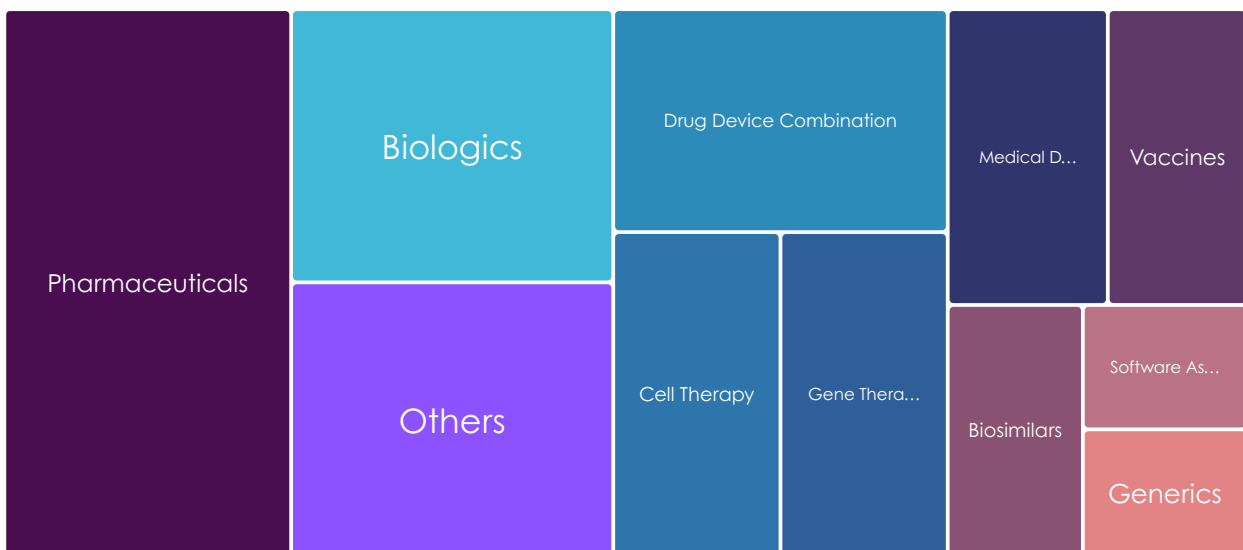 Pharmaceuticals
Biologics
Others
Drug Device Combination
Cell Therapy
Gene Thera...
Medical D...
Vaccines
Biosimilars
Software As...
Generics